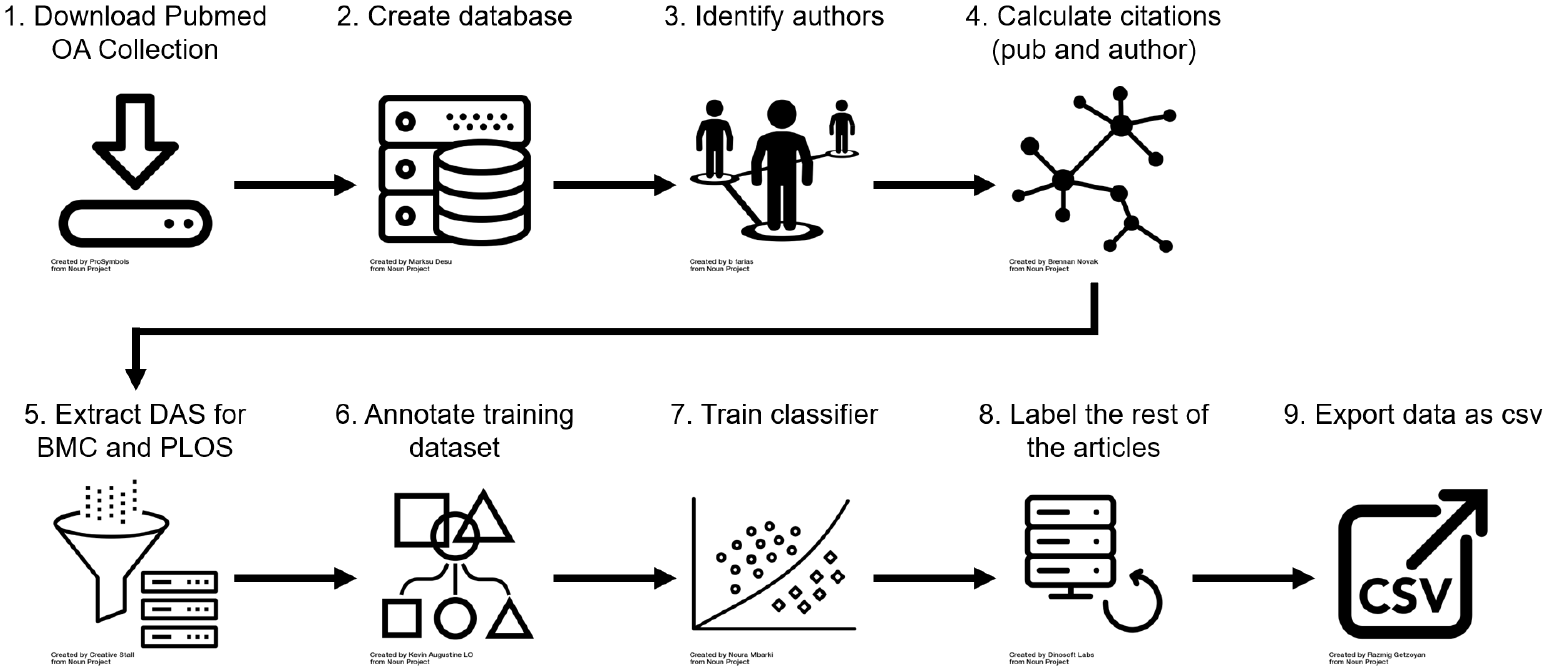 1. Download Pubmed
OA Collection
2. Create database
3. Identify authors
4. Calculate citations
(pub and author)
Created by ProSymbols
from Noun Project
Created by Marksu Desu
from Noun Project
Created by b farias
from Noun Project
Created by Brennan Novak
from Noun Project
5. Extract DAS for
BMC and PLOS
6. Annotate training
dataset
7. Train classifier
8. Label the rest of
the articles
9. Export data as csv
CSV
Created by Creative Stall
from Noun Project
Created by Kevin Augustine LO
from Noun Project
Created by Noura Mbarki
from Noun Project
Created by Dinosoft Labs
from Noun Project
Created by Razmig Getzoyan
from Noun Project